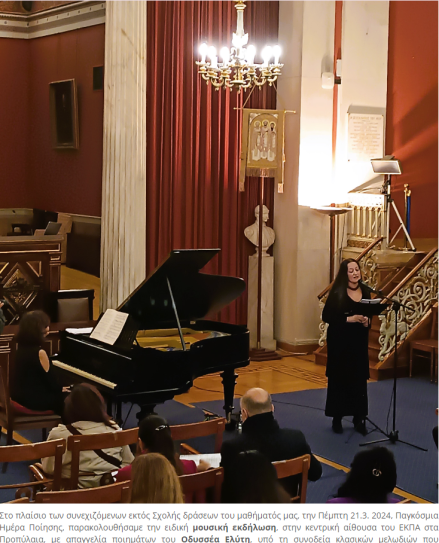 Στο πλαίσιο των συνεχιζόμενων εκτός Σχολής δράσεων του μαθήματός μας, την Πέμπτη 21.3. 2024, Παγκόσμια
Ημέρα Ποίησης, παρακολουθήσαμε την ειδική μουσική εκδήλωση, στην κεντρική αίθουσα του ΕΚΠΑ στα
Προπύλαια, με απαγγελία ποιημάτων του Οδυσσέα Ελύτη, υπό τη συνοδεία κλασικών μελωδιών που